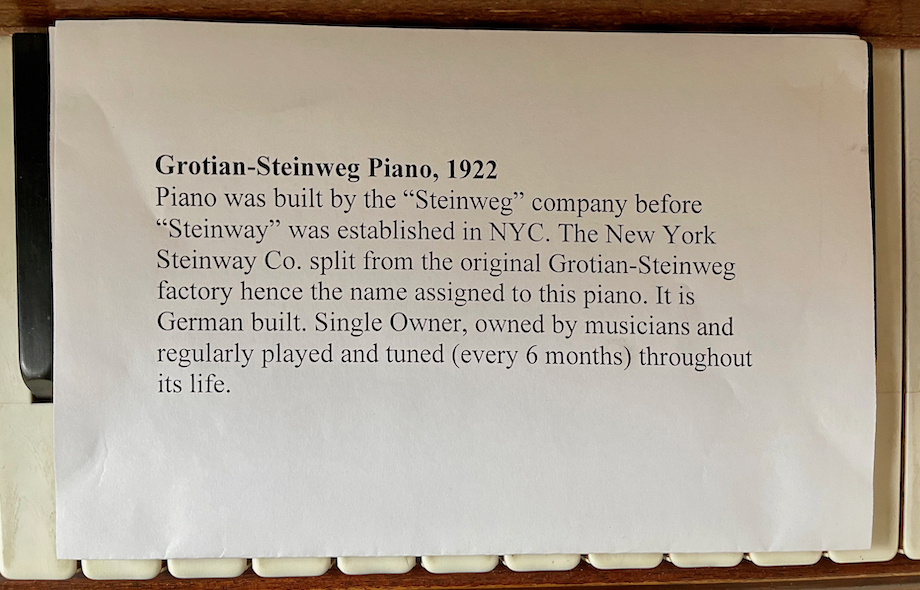 Grotian-Steinweg Piano, 1922
Piano was built by the “Steinweg” company before
“Steinway” was established in NYC. The New York
Steinway Co. split from the original Grotian-Steinweg
factory hence the name assigned to this piano. It is
German built. Single Owner, owned by musicians and
regularly played and tuned (every 6 months) throughout
its life.